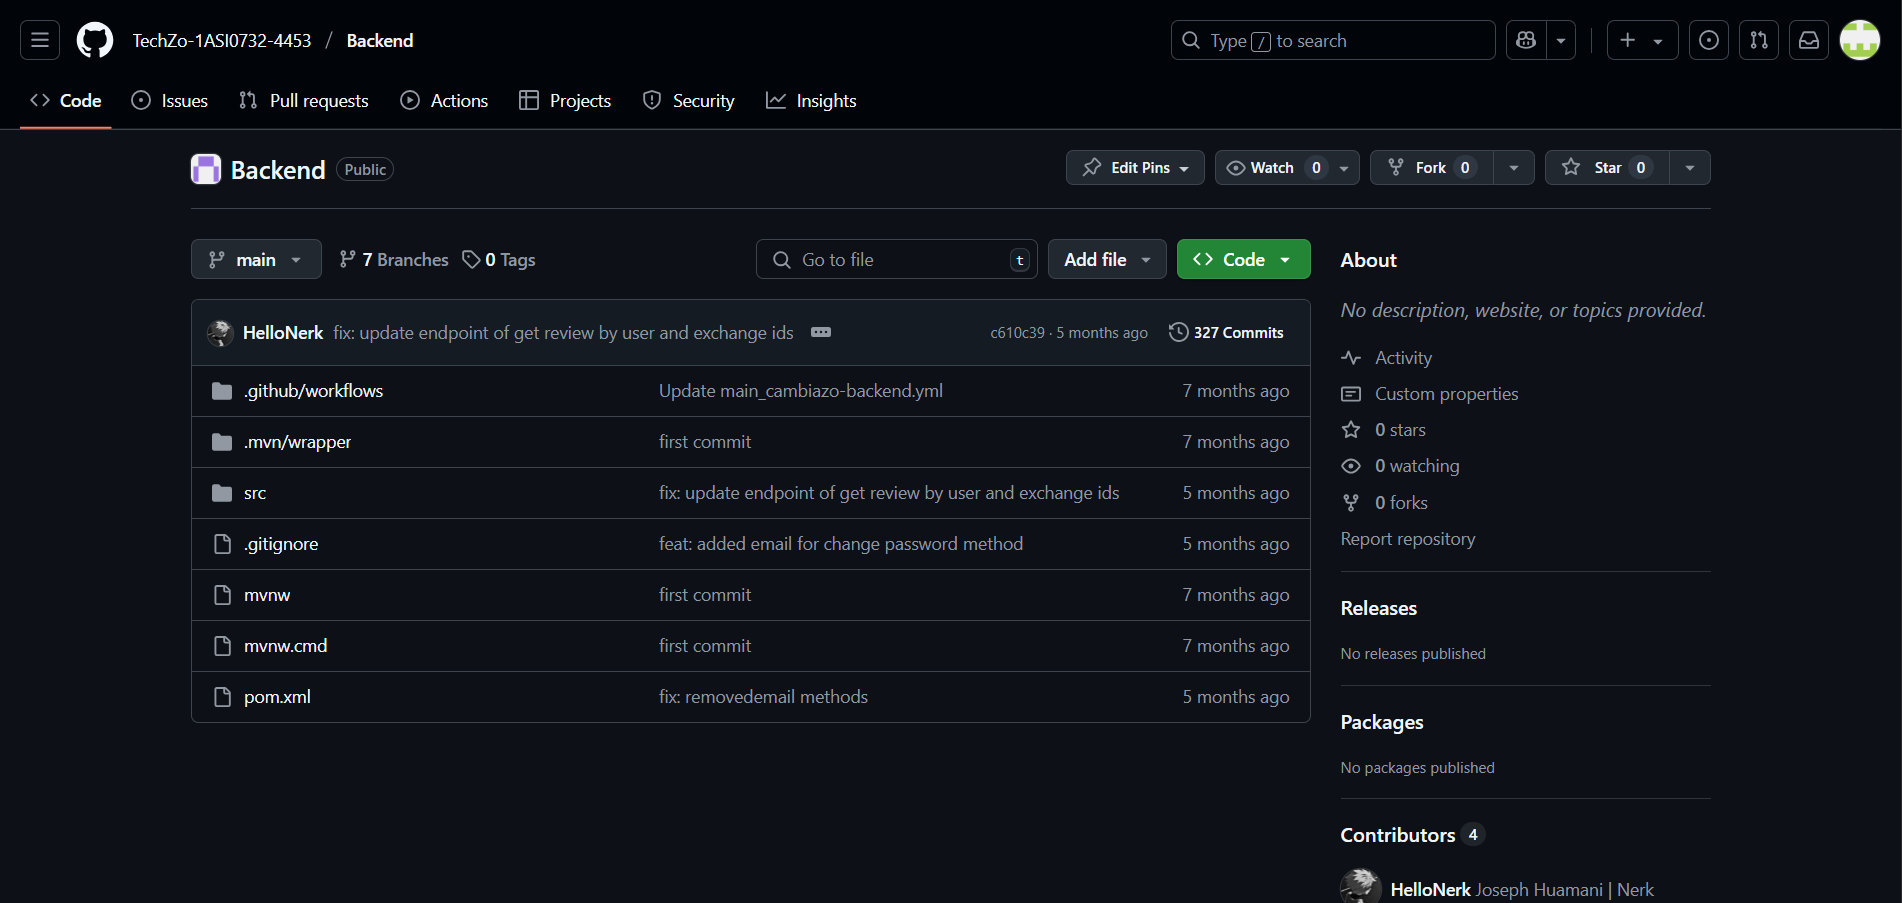 TechZo-1ASI0732-4453 / Backend
Type / to search
Code
Issues
Pull requests
Actions
Projects
Security
Insights
Backend Public
Edit Pins
Watch 0
Fork 0
Star 0
main
7 Branches
0 Tags
Go to file t
Add file
Code
HelloNerk fix: update endpoint of get review by user and exchange ids
c610c39 · 5 months ago
327 Commits
.github/workflows Update main_cambiazo-backend.yml 7 months ago
.mvn/wrapper first commit 7 months ago
src fix: update endpoint of get review by user and exchange ids 5 months ago
.gitignore feat: added email for change password method 5 months ago
mvnw first commit 7 months ago
mvnw.cmd first commit 7 months ago
pom.xml fix: removedemail methods 5 months ago
About
No description, website, or topics provided.
Activity
Custom properties
0 stars
0 watching
0 forks
Report repository
Releases
No releases published
Packages
No packages published
Contributors 4
HelloNerk Joseph Huamani | Nerk